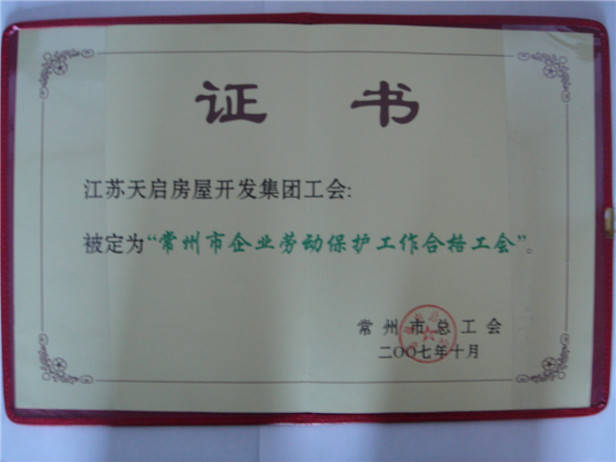 证 书
江苏天启房屋开发集团工会:
被定为“常州市企业劳动保护工作合格工会”。
常州市总工会
二〇〇七年十月